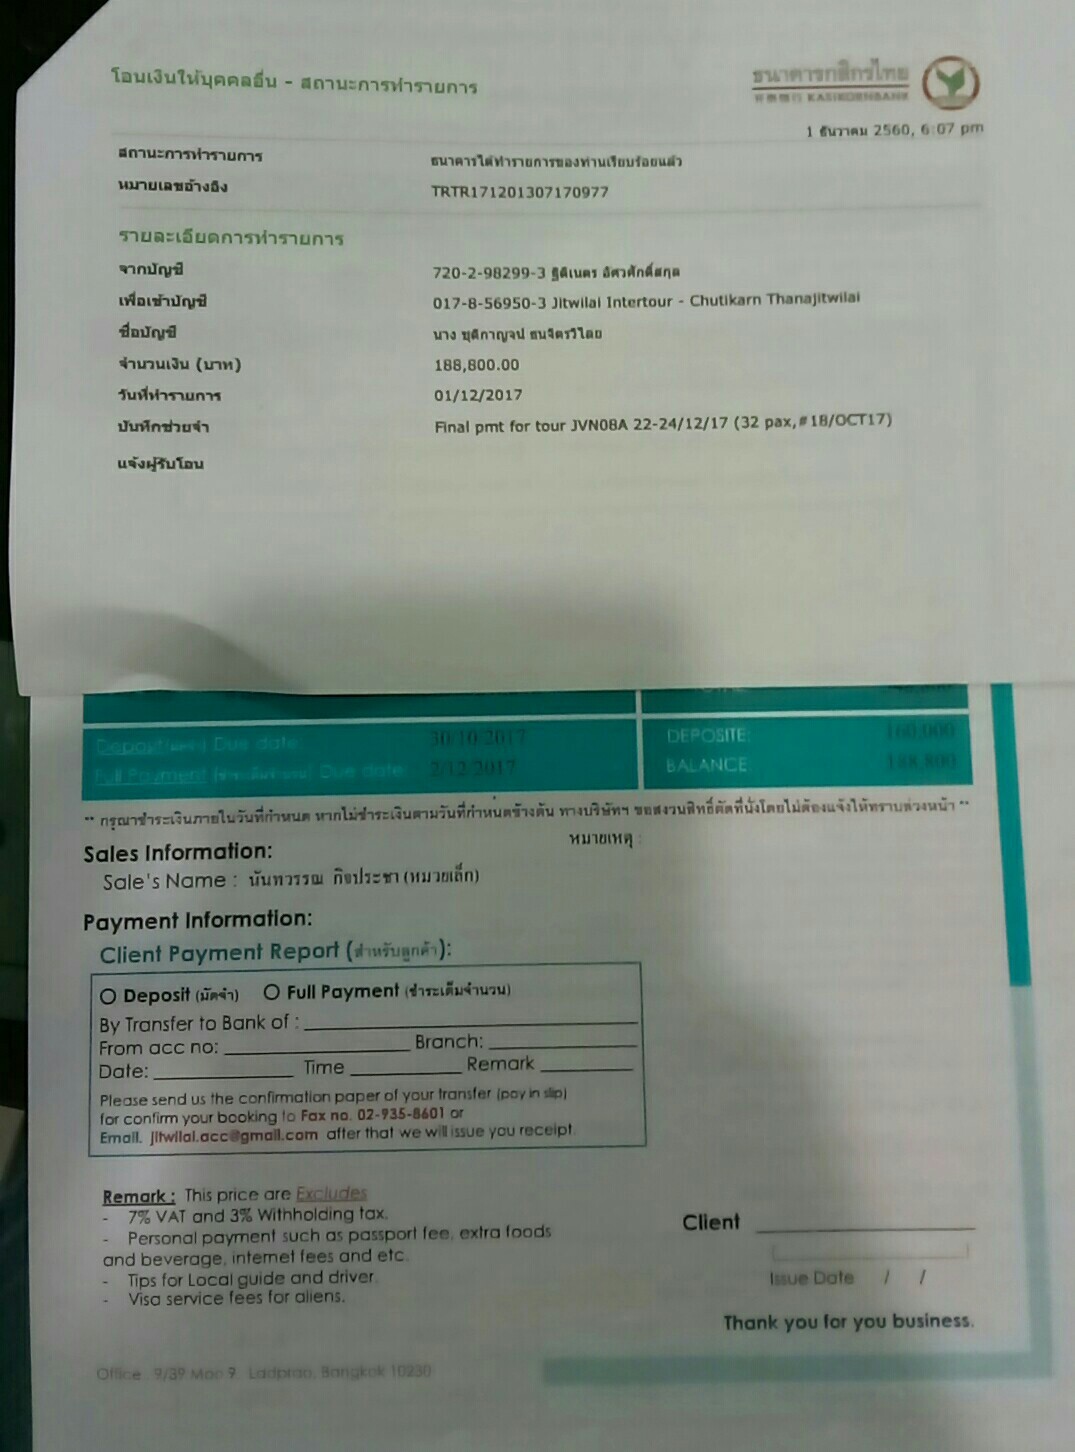 โอนเงินให้บุคคลอื่น - สถานะการทำรายการ
ธนาคารกสิกรไทย
KASIKORNBANK
1 ธันวาคม 2560, 6:07 pm
สถานะการทำรายการ ธนาคารได้ทำรายการของท่านเรียบร้อยแล้ว
หมายเลขอ้างอิง TRTR171201307170977
รายละเอียดการทำรายการ
จากบัญชี 720-2-98299-3 ฐิติเนตร อัศวศักดิ์สกุล
เพื่อเข้าบัญชี 017-8-56950-3 Jitwilai Intertour - Chutikarn Thanajitwilai
ชื่อบัญชี นาง ชุติกาญจน์ ธนจิตรวิไลย
จำนวนเงิน (บาท) 188,800.00
วันที่ทำรายการ 01/12/2017
บันทึกช่วยจำ Final pmt for tour JVN08A 22-24/12/17 (32 pax,#18/OCT17)
แจ้งผู้รับโอน
Deposit(มัดจำ) Due date: 30/10/2017 DEPOSITE: 160,000
Full Payment (ชำระเต็มจำนวน) Due date : 2/12/2017 BALANCE 188,800
** กรุณาชำระเงินภายในวันที่กำหนด หากไม่ชำระเงินตามวันที่กำหนดข้างต้น ทางบริษัทฯ ขอสงวนสิทธิ์ตัดที่นั่งโดยไม่ต้องแจ้งให้ทราบล่วงหน้า **
Sales Information: หมายเหตุ :
Sale's Name : นันทวรรณ กิจประชา (หมวยเล็ก)
Payment Information:
Client Payment Report (สำหรับลูกค้า):
O Deposit (มัดจำ) O Full Payment (ชำระเต็มจำนวน)
By Transfer to Bank of :
From acc no: Branch:
Date: Time Remark
Please send us the confirmation paper of your transfer (pay in slip)
for confirm your booking to Fax no. 02-935-8601 or
Email. jitwilai.acc@gmail.com after that we will issue you receipt.
Remark : This price are Excludes
- 7% VAT and 3% Withholding tax.
- Personal payment such as passport fee, extra foods
and beverage, internet fees and etc.
- Tips for Local guide and driver.
- Visa service fees for aliens.
Client
Issue Date / /
Thank you for you business.
Office 9/39 Moo 9 Ladprao, Bangkok 10230